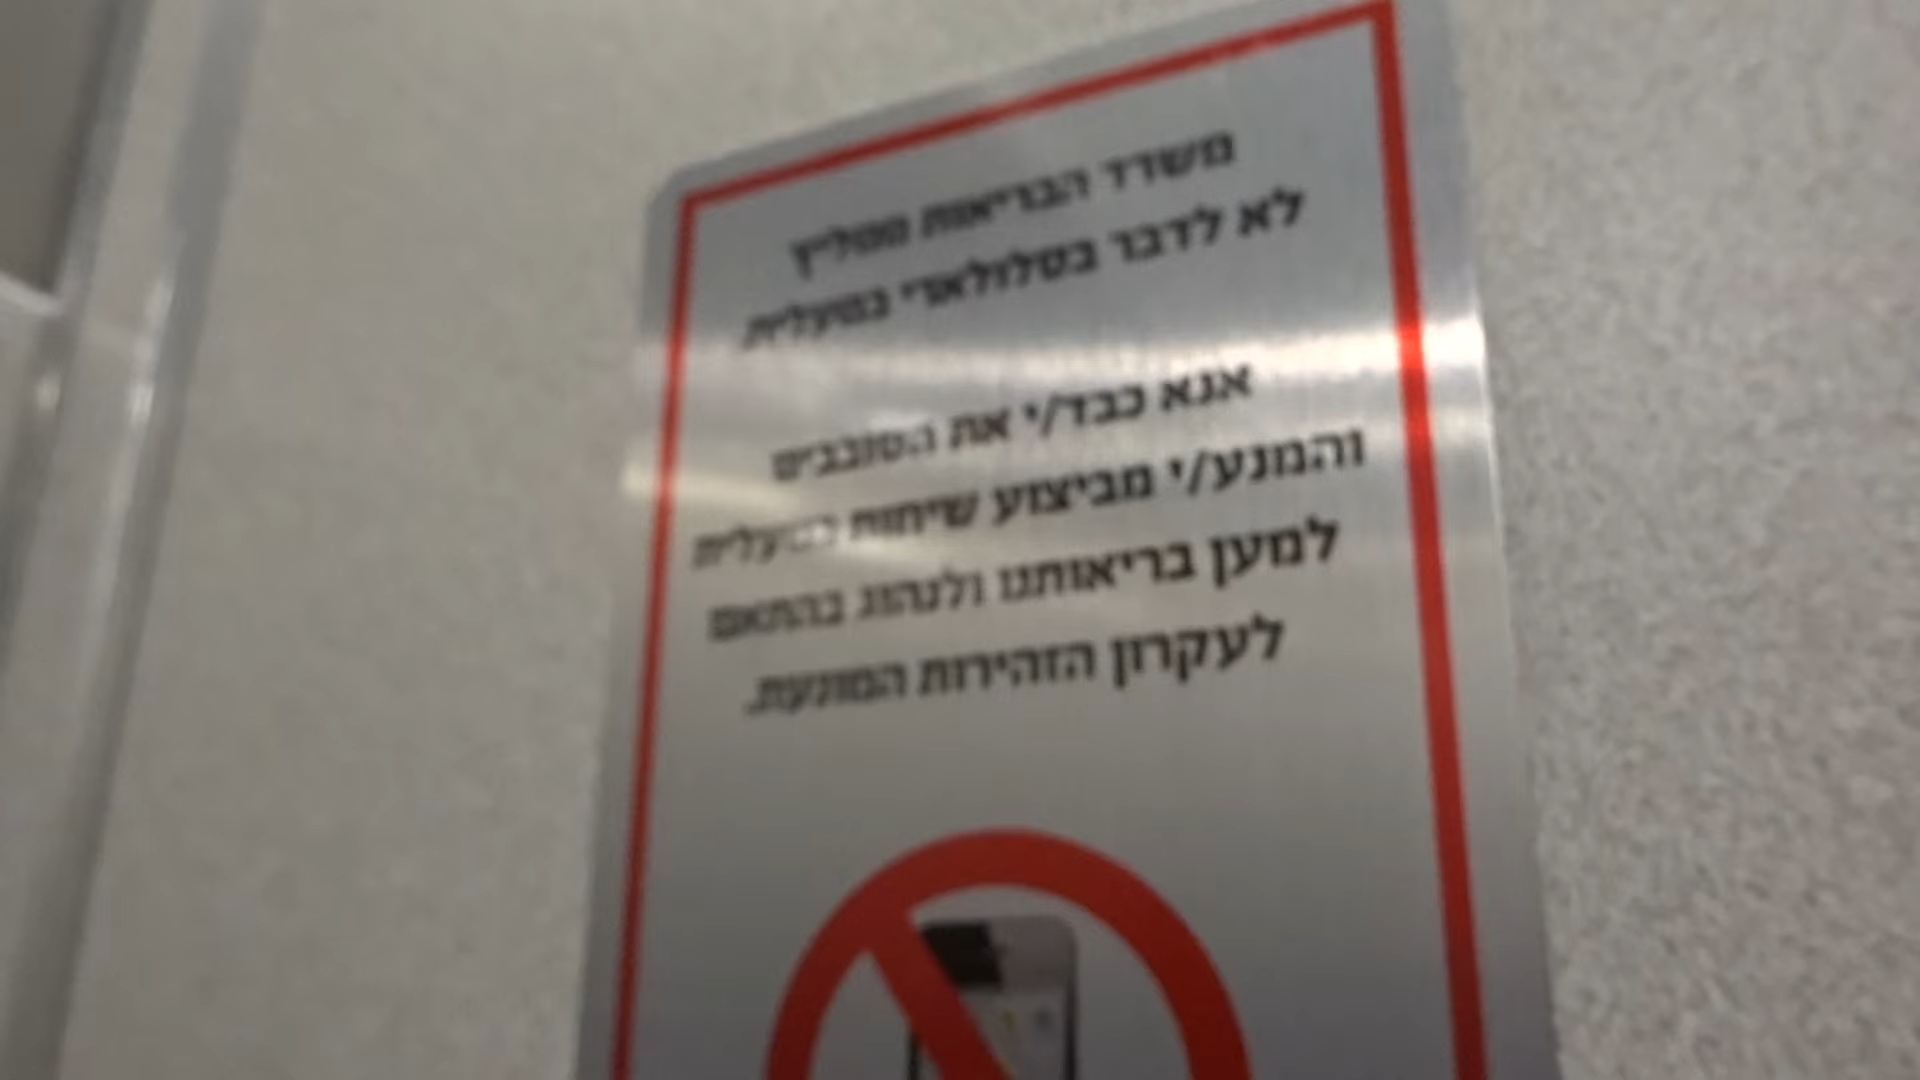 משרד הבריאות ממליץ
לא לדבר בסלולארי במעלית
אנא כבד/י את הסובבים
והמנע/י מביצוע שיחות במעלית
למען בריאותנו ולנהוג בהתאם
לעקרון הזהירות המונעת.